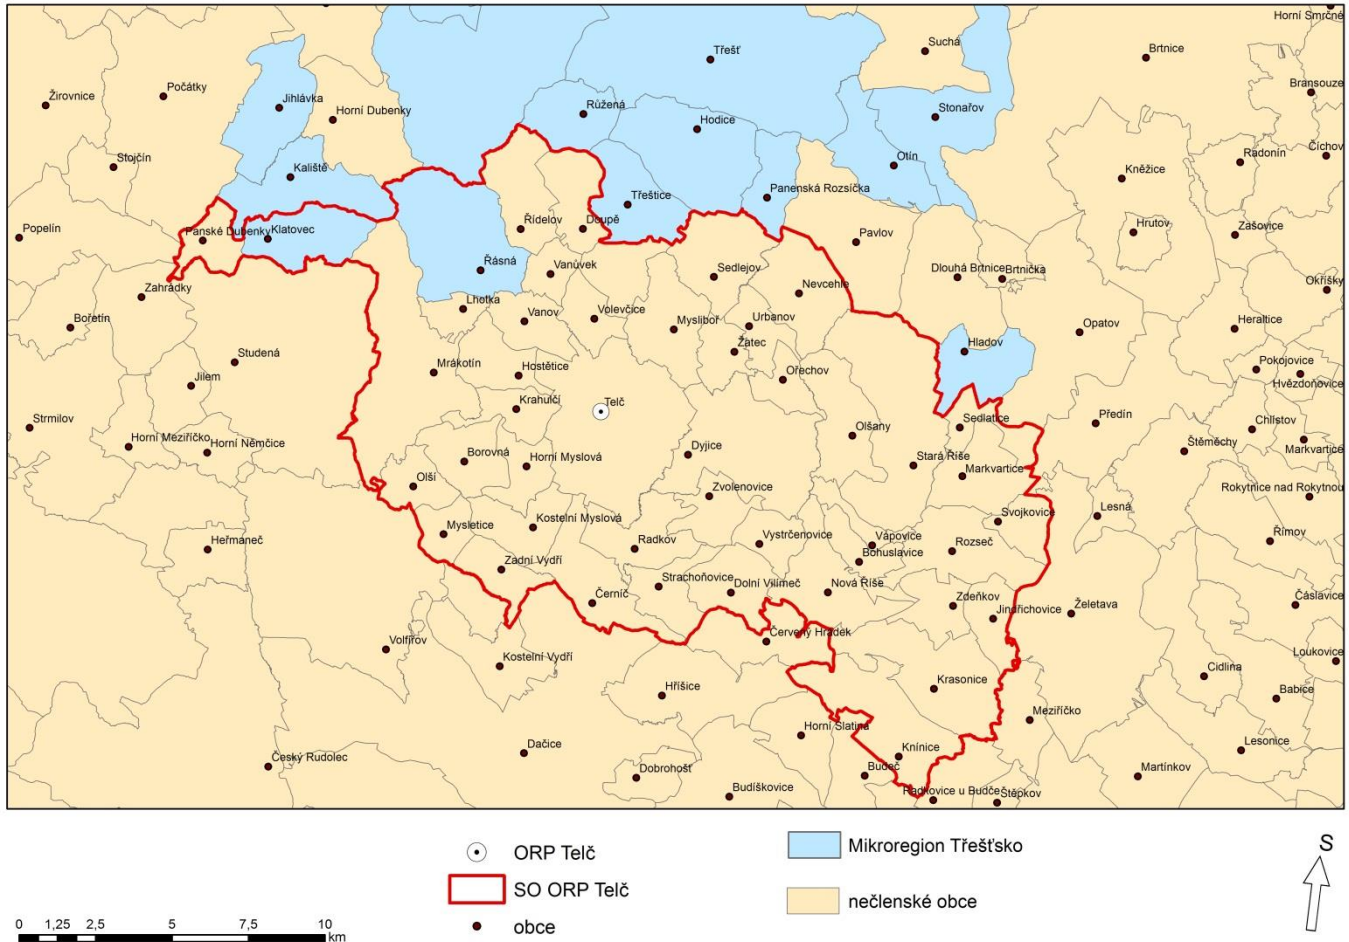 Horní Smrčné
Suchá
Třešť
Brtnice
Bransouze
Počátky
Žirovnice
Jihlávka
Horní Dubenky
Růžená
Stonařov
Hodice
Číchov
Radonín
Stojčín
Otín
Kaliště
Kněžice
Panenská Rozsíčka
Třeštice
Řídelov
Doupě
Hrutov
Zašovice
Popelín
Panské Dubenky
Klatovec
Pavlov
Řásná
Vanůvek
Sedlejov
Dlouhá Brtnice
Brtnička
Okříšky
Nevcehle
Zahrádky
Lhotka
Vanov
Volevčice
Urbanov
Mysliboř
Bořetín
Opatov
Heraltice
Hladov
Žatec
Studená
Mrákotín
Hostětice
Ořechov
Pokojovice
Hvězdoňovice
Jilem
Krahulčí
Telč
Předín
Strmilov
Sedlatice
Chlístov
Olšany
Horní Meziříčko
Horní Němčice
Štěměchy
Markvartice
Dyjice
Borovná
Horní Myslová
Stará Říše
Markvartice
Olší
Rokytnice nad Rokytnou
Zvolenovice
Lesná
Svojkovice
Kostelní Myslová
Mysletice
Římov
Heřmaneč
Radkov
Vystrčenovice
Vápovice
Rozseč
Bohuslavice
Zadní Vydří
Strachoňovice
Dolní Vilímeč
Nová Říše
Černíč
Zdeňkov
Čáslavice
Jindřichovice
Želetava
Červený Hrádek
Volfířov
Loukovice
Kostelní Vydří
Cidlina
Hříšice
Krasonice
Babice
Meziříčko
Horní Slatina
Český Rudolec
Dačice
Knínice
Lesonice
Dobrohošť
Budeč
Martínkov
Budíškovice
Radkovice u Budče
Štěpkov
ORP Telč
Mikroregion Třešťsko
S
SO ORP Telč
nečlenské obce
obce
0 1,25 2,5 5 7,5 10
km